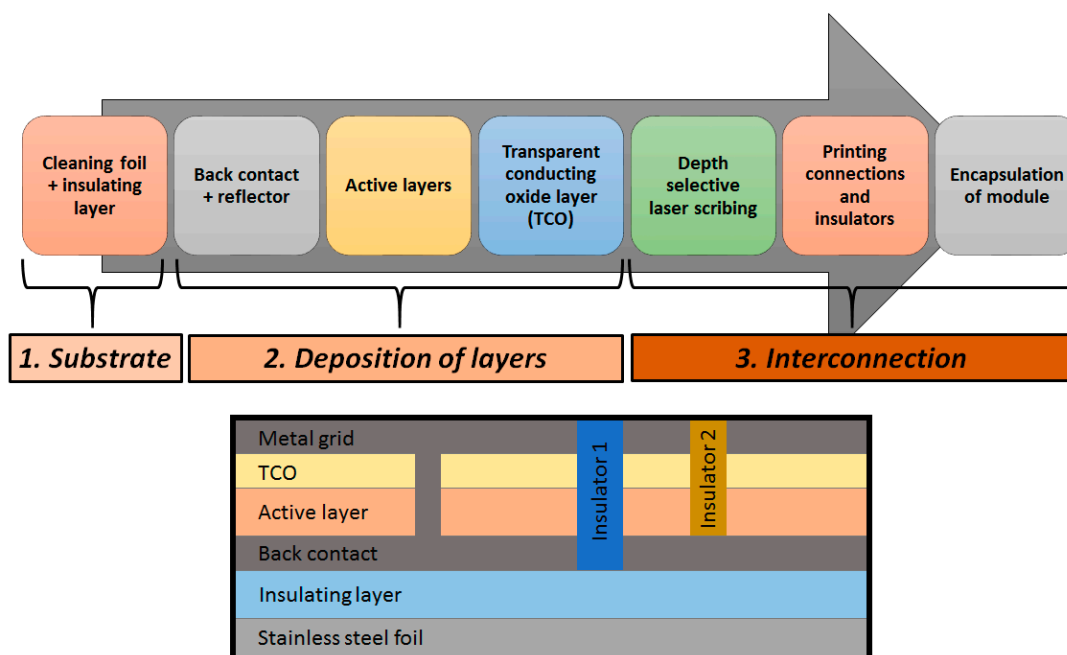 Cleaning foil
+ insulating
layer
Back contact
+ reflector
Active layers
Transparent
conducting
oxide layer
(TCO)
Depth
selective
laser scribing
Printing
connections
and
insulators
Encapsulation
of module
1. Substrate
2. Deposition of layers
3. Interconnection
Metal grid
TCO
Active layer
Back contact
Insulating layer
Stainless steel foil
Insulator 1
Insulator 2